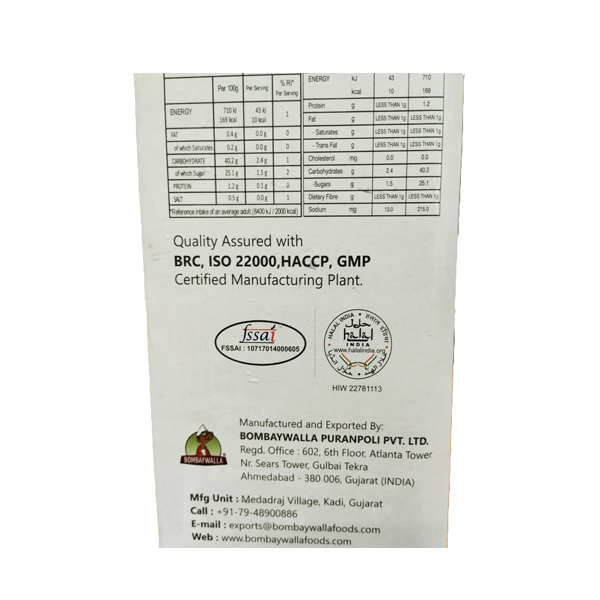 Per 100g Per Serving % RI* Per Serving
ENERGY 710 kJ 169 kcal 43 kJ 10 kcal 1
FAT 0.4 g 0.0 g 0
of which Saturates 0.2 g 0.0 g 0
CARBOHYDRATE 40.2 g 2.4 g 1
of which Sugar 25.1 g 1.5 g 2
PROTEIN 1.2 g 0.1 g 0
SALT 0.5 g 0.0 g 1
*Reference intake of an average adult (8400 kJ / 2000 kcal)
ENERGY kJ 43 710
kcal 10 169
Protein g LESS THAN 1g 1.2
Fat g LESS THAN 1g LESS THAN 1g
- Saturates g LESS THAN 1g LESS THAN 1g
- Trans Fat g LESS THAN 1g LESS THAN 1g
Cholesterol mg 0.0 0.0
Carbohydrates g 2.4 40.2
-Sugars g 1.5 25.1
Dietary Fibre g LESS THAN 1g LESS THAN 1g
Sodium mg 13.0 215.0
Quality Assured with
BRC, ISO 22000,HACCP, GMP
Certified Manufacturing Plant.
fssai
FSSAI : 10717014000605
HALAL INDIA
حلال
halal
INDIA
www.halalindia.org
HIW 22781113
BOMBAYWALLA
Manufactured and Exported By:
BOMBAYWALLA PURANPOLI PVT. LTD.
Regd. Office : 602, 6th Floor, Atlanta Tower
Nr. Sears Tower, Gulbai Tekra
Ahmedabad - 380 006, Gujarat (INDIA)
Mfg Unit : Medadraj Village, Kadi, Gujarat
Call : +91-79-48900886
E-mail : exports@bombaywallafoods.com
Web : www.bombaywallafoods.com